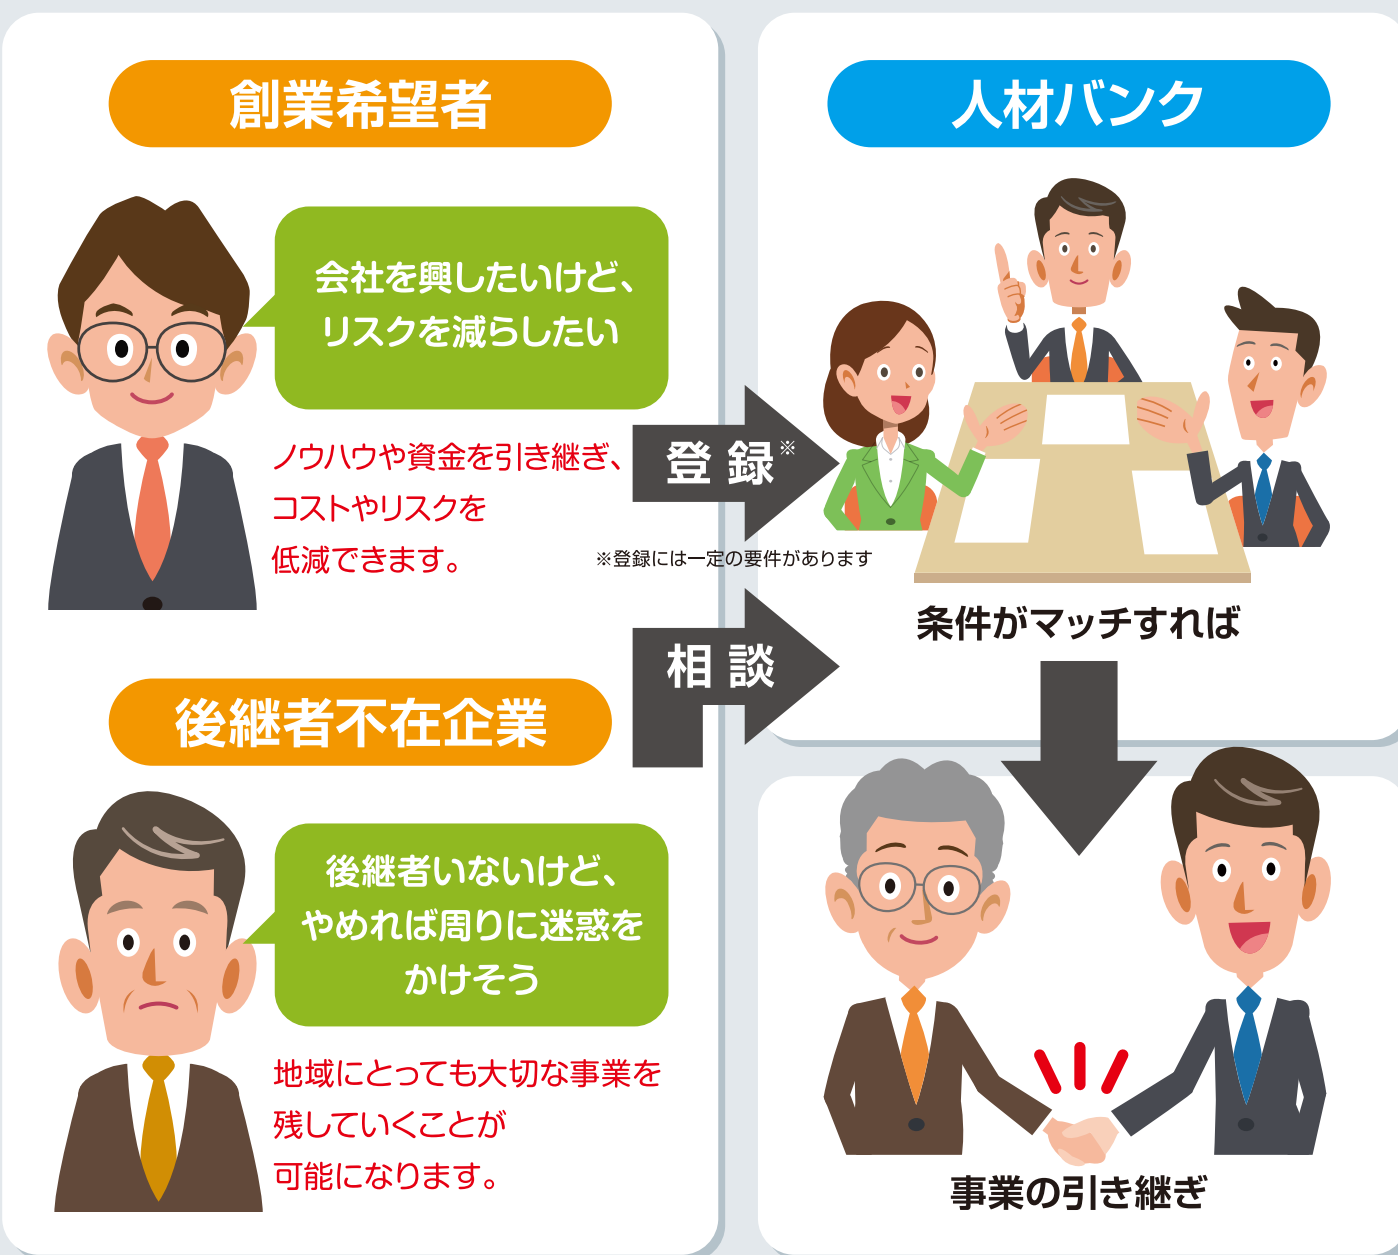 創業希望者
会社を興したいけど、
リスクを減らしたい
ノウハウや資金を引き継ぎ、
コストやリスクを
低減できます。
登録※
※登録には一定の要件があります
相談
後継者不在企業
後継者いないけど、
やめれば周りに迷惑を
かけそう
地域にとっても大切な事業を
残していくことが
可能になります。
人材バンク
条件がマッチすれば
事業の引き継ぎ